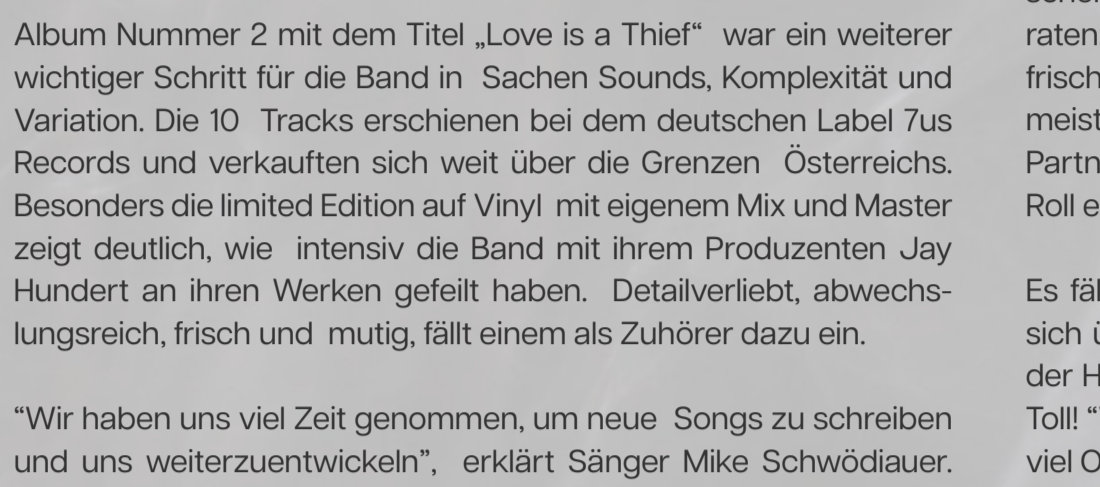 Album Nummer 2 mit dem Titel „Love is a Thief“ war ein weiterer
wichtiger Schritt für die Band in Sachen Sounds, Komplexität und
Variation. Die 10 Tracks erschienen bei dem deutschen Label 7us
Records und verkauften sich weit über die Grenzen Österreichs.
Besonders die limited Edition auf Vinyl mit eigenem Mix und Master
zeigt deutlich, wie intensiv die Band mit ihrem Produzenten Jay
Hundert an ihren Werken gefeilt haben. Detailverliebt, abwechs-
lungsreich, frisch und mutig, fällt einem als Zuhörer dazu ein.
“Wir haben uns viel Zeit genommen, um neue Songs zu schreiben
und uns weiterzuentwickeln”, erklärt Sänger Mike Schwödiauer.
raten
frisch
meist
Partn
Roll e
Es fäl
sich ü
der H
Toll! “
viel O